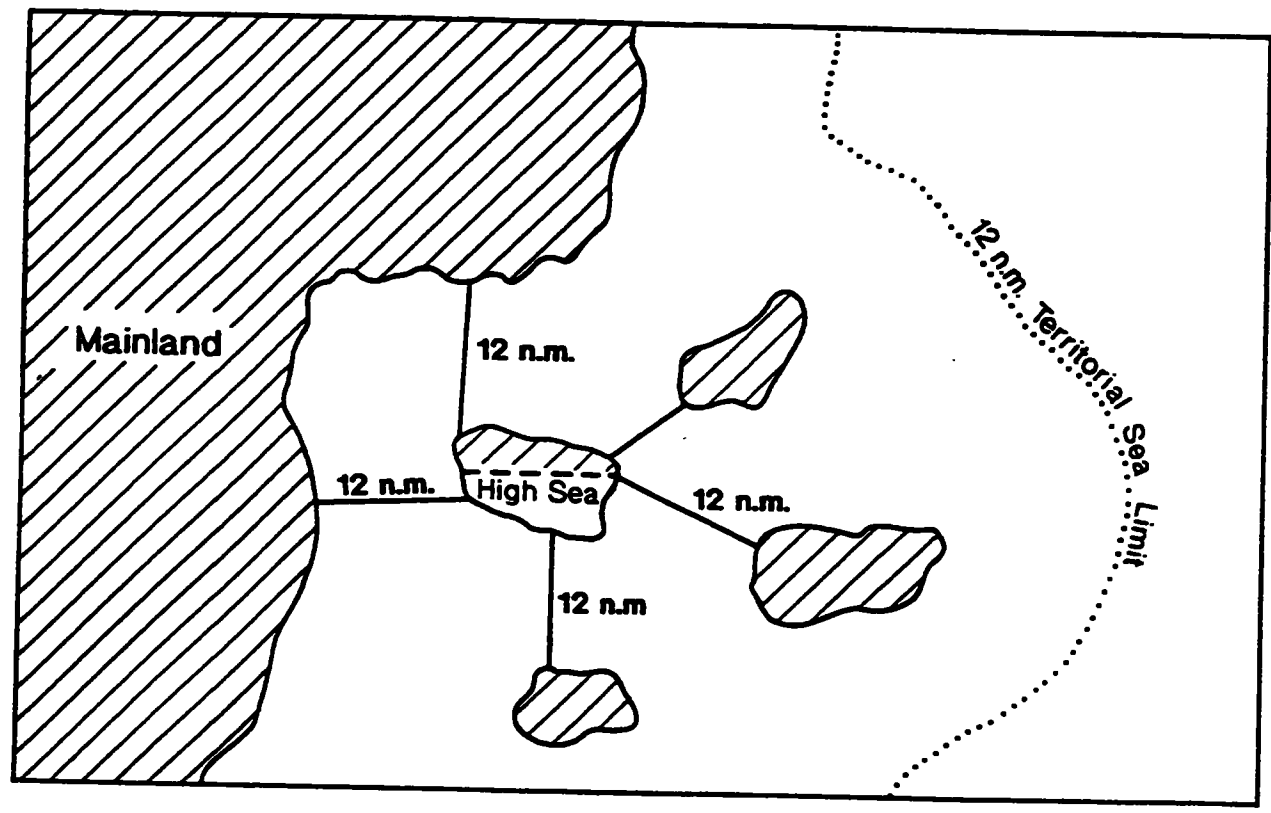 12 n.m. Territorial Sea Limit
Mainland
12 n.m.
12 n.m.
High Sea
12 n.m.
12 n.m